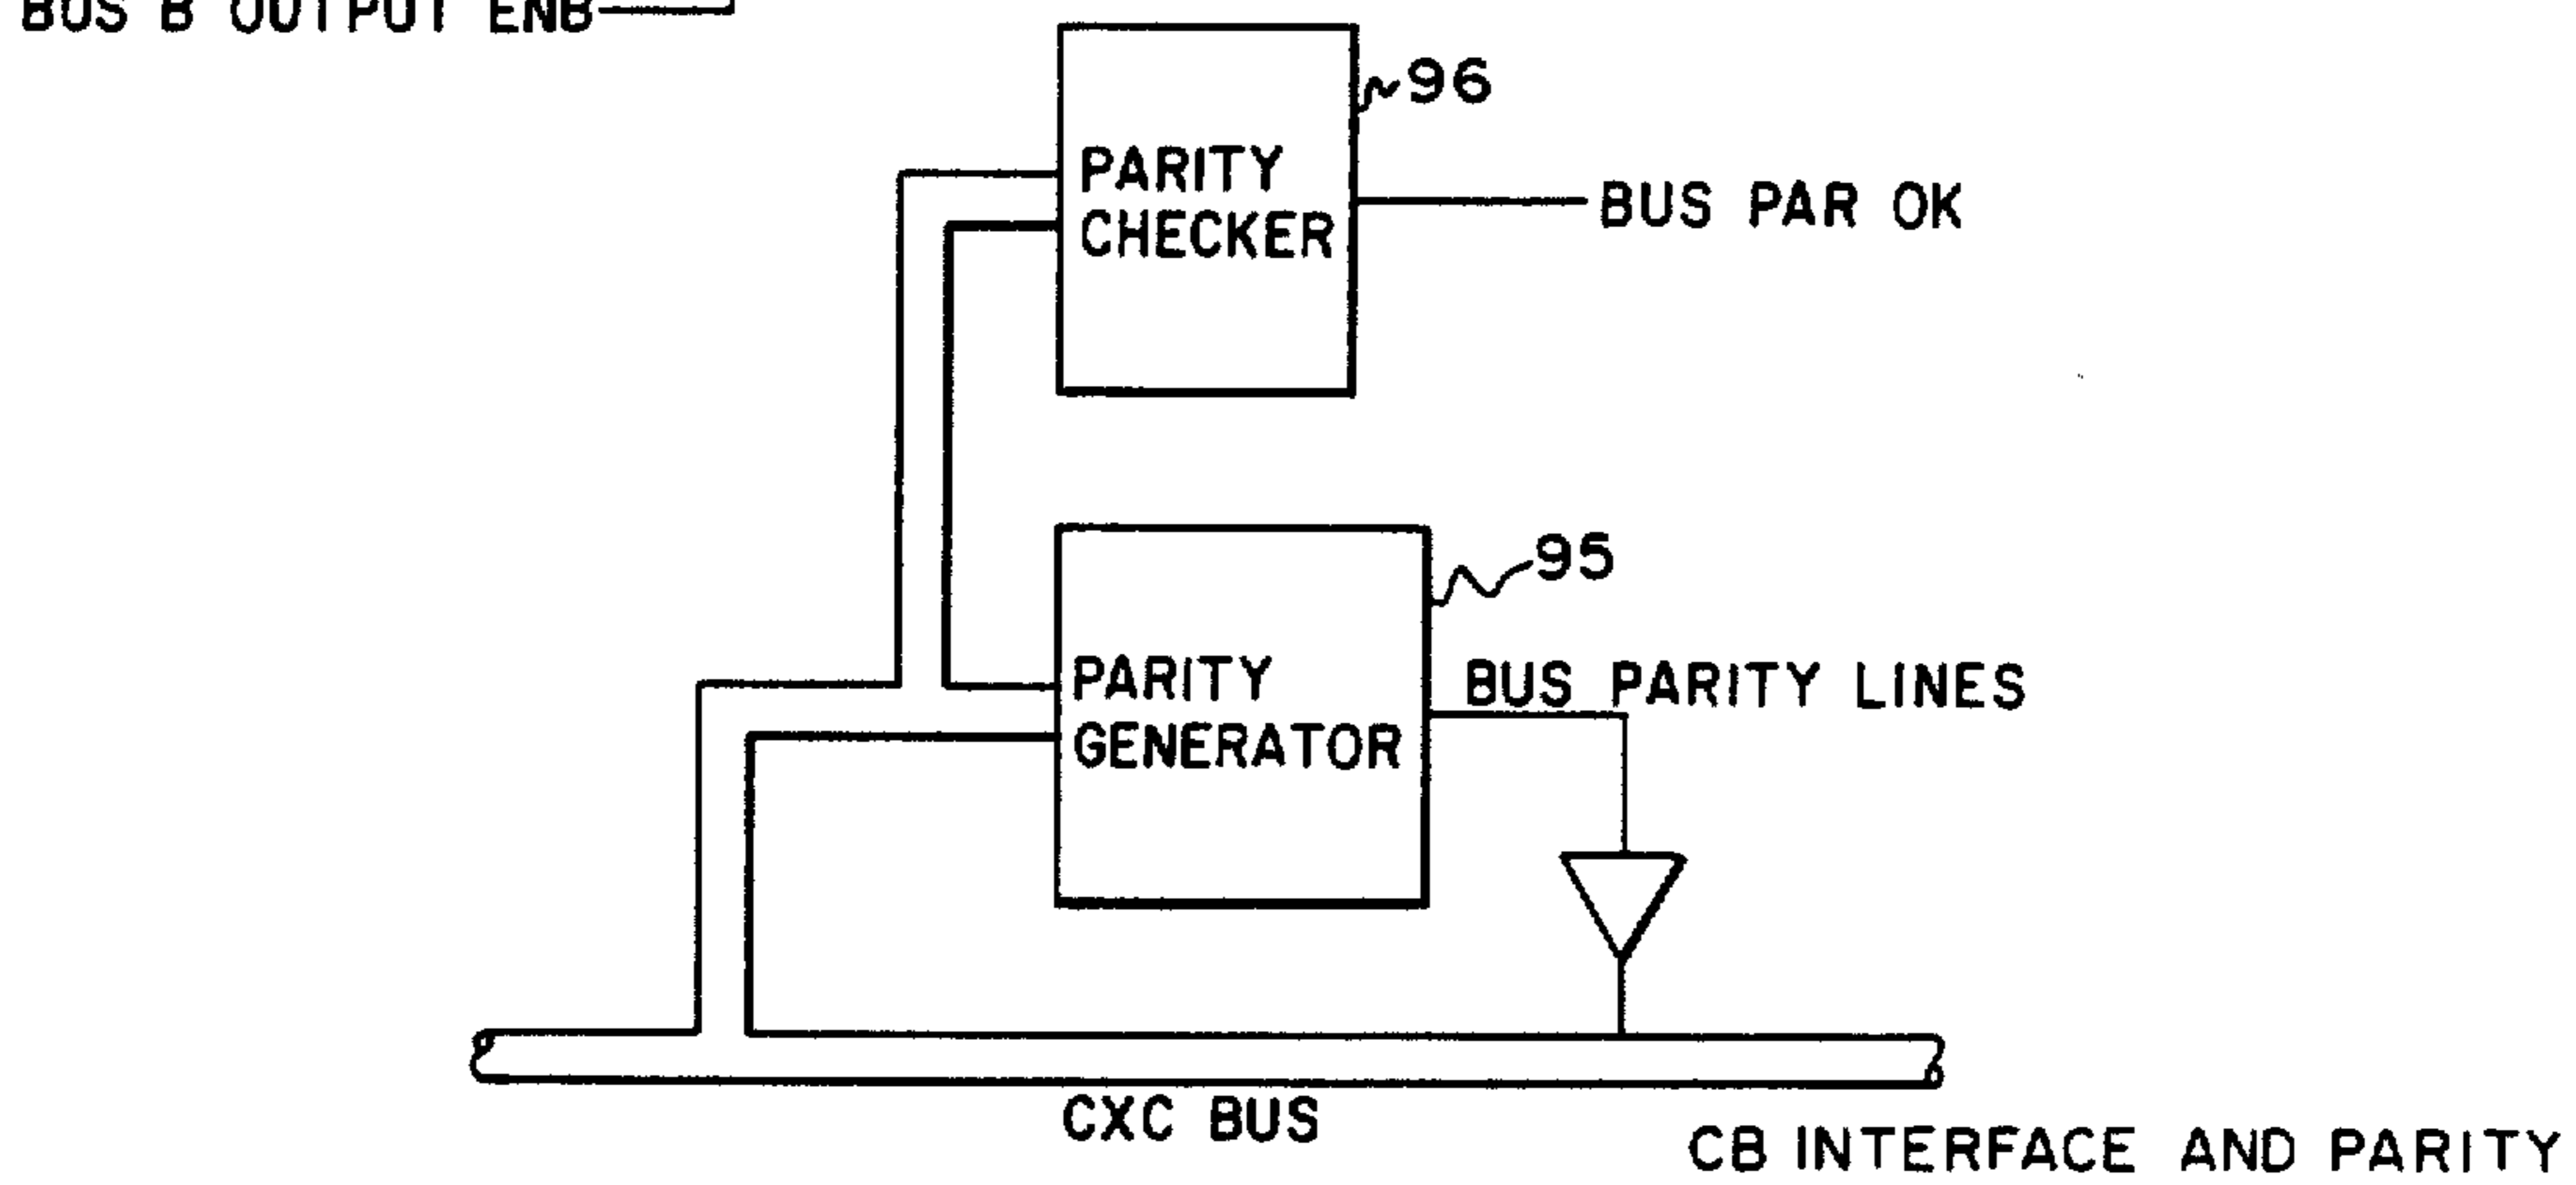 BUS B OUTPUT ENB
96
PARITY
CHECKER
BUS PAR OK
95
PARITY
GENERATOR
BUS PARITY LINES
CXC BUS
CB INTERFACE AND PARITY